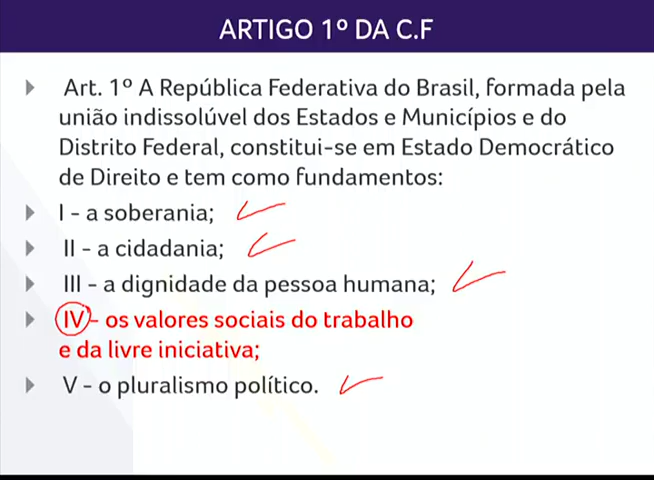 ARTIGO 1º DA C.F
Art. 1º A República Federativa do Brasil, formada pela
união indissolúvel dos Estados e Municípios e do
Distrito Federal, constitui-se em Estado Democrático
de Direito e tem como fundamentos:
I - a soberania;
II - a cidadania;
III - a dignidade da pessoa humana;
IV - os valores sociais do trabalho
e da livre iniciativa;
V - o pluralismo político.